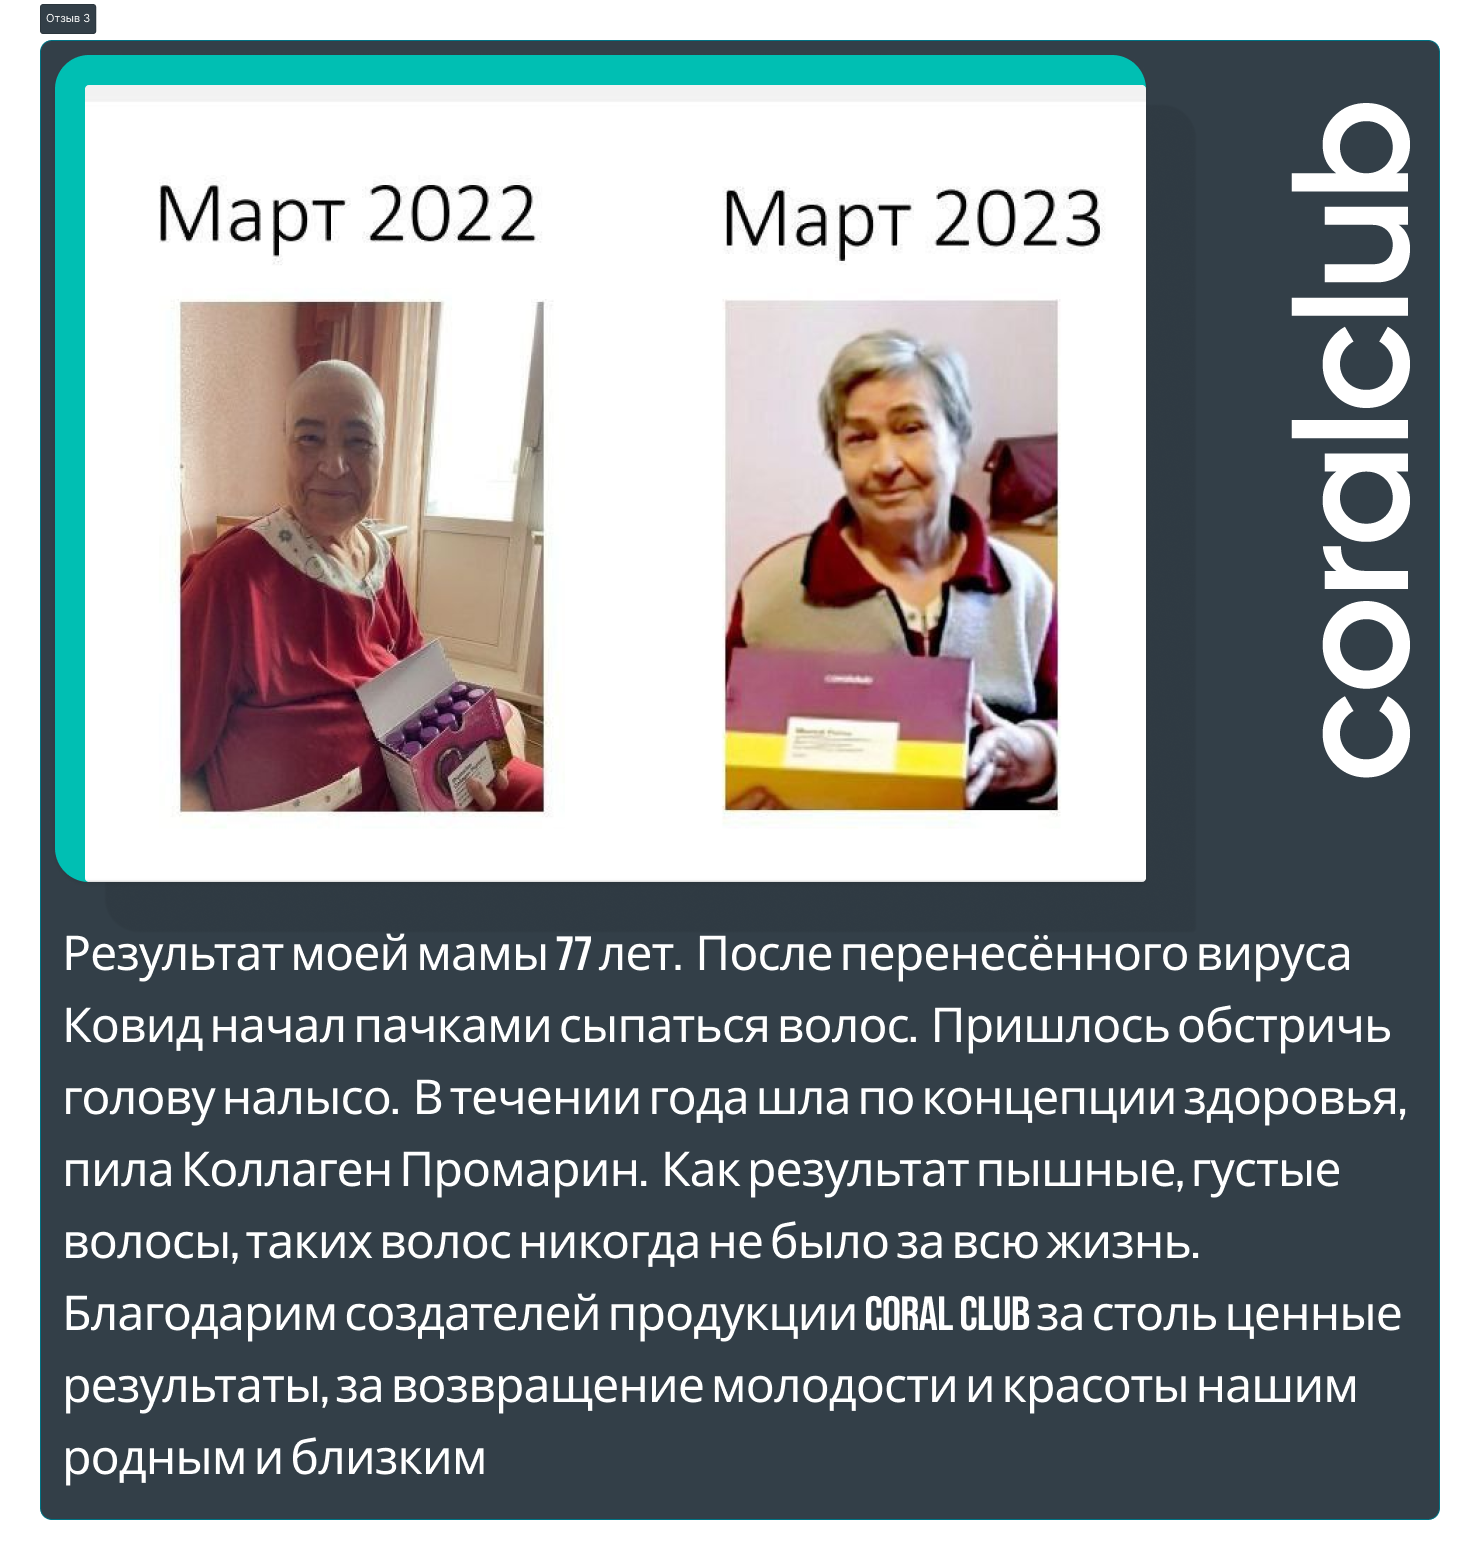 Отзыв 3
Март 2022
Март 2023
coralclub
Результат моей мамы 77 лет. После перенесённого вируса
Ковид начал пачками сыпаться волос. Пришлось обстричь
голову налысо. В течении года шла по концепции здоровья,
пила Коллаген Промарин. Как результат пышные, густые
волосы, таких волос никогда не было за всю жизнь.
Благодарим создателей продукции CORAL CLUB за столь ценные
результаты, за возвращение молодости и красоты нашим
родным и близким